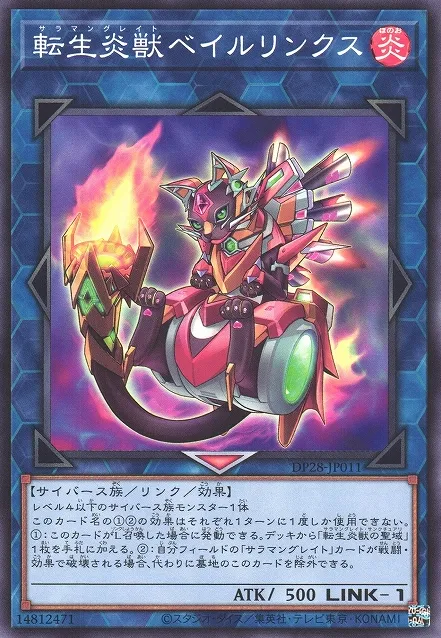 サラマングレイト
転生炎獣ベイルリンクス
ほのお
炎
DP28-JP011
【サイバース族/リンク/効果】
レベル4以下のサイバース族モンスター1体
このカード名の①②の効果はそれぞれ1ターンに1度しか使用できない。
①:このカードがL召喚した場合に発動できる。デッキから「転生炎獣の聖域」
1枚を手札に加える。②:自分フィールドの「サラマングレイト」カードが戦闘・
効果で破壊される場合、代わりに墓地のこのカードを除外できる。
ATK/ 500 LINK-1
14812471
©スタジオ・ダイス/集英社・テレビ東京・KONAMI